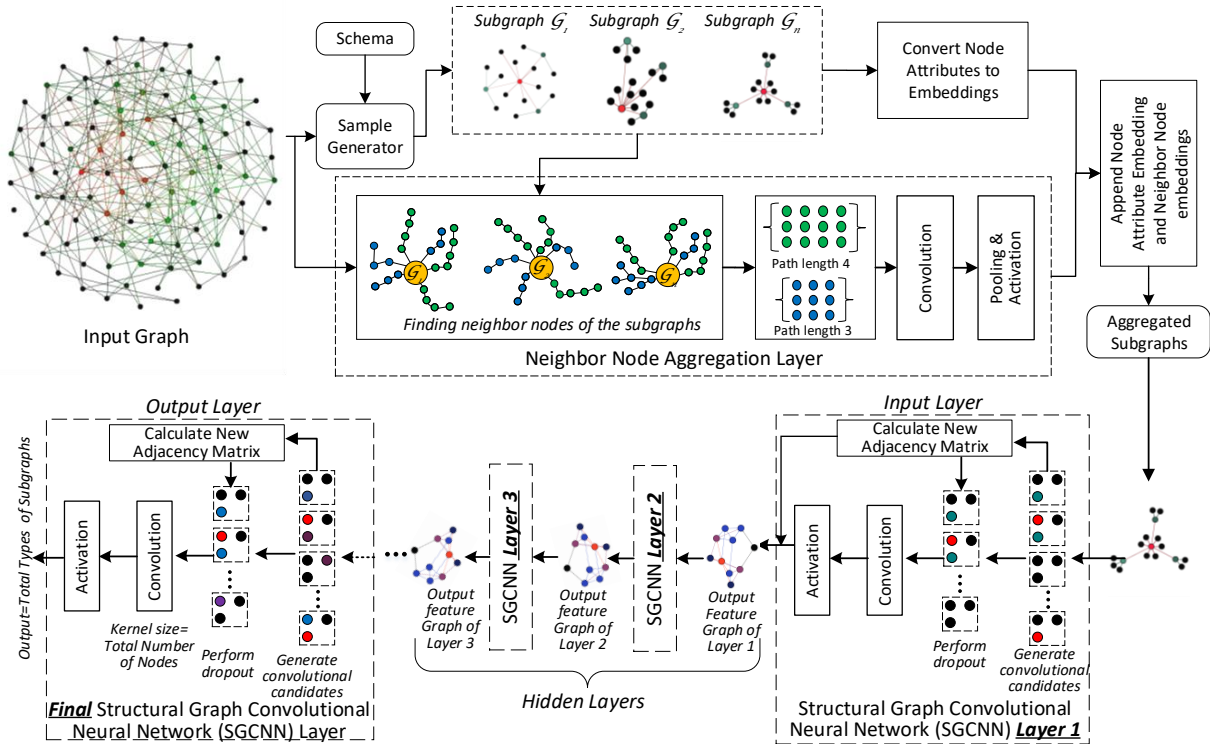 Schema
Sample
Generator
Input Graph
Subgraph 𝒢1
Subgraph 𝒢2
Subgraph 𝒢n
Convert Node
Attributes to
Embeddings
Append Node
Attribute Embedding
and Neighbor Node
embeddings
𝒢
𝒢
𝒢
Finding neighbor nodes of the subgraphs
Path length 4
Path length 3
Convolution
Pooling &
Activation
Neighbor Node Aggregation Layer
Aggregated
Subgraphs
Output Layer
Calculate New
Adjacency Matrix
Output=Total Types of Subgraphs
Activation
Convolution
Kernel size=
Total Number
of Nodes
Perform
dropout
Generate
convolutional
candidates
Final Structural Graph Convolutional
Neural Network (SGCNN) Layer
Output
feature
Graph of
Layer 3
SGCNN Layer 3
Output
feature
Graph of
Layer 2
SGCNN Layer 2
Output
Feature
Graph of
Layer 1
Hidden Layers
Input Layer
Calculate New
Adjacency Matrix
Activation
Convolution
Perform
dropout
Generate
convolutional
candidates
Structural Graph Convolutional
Neural Network (SGCNN) Layer 1